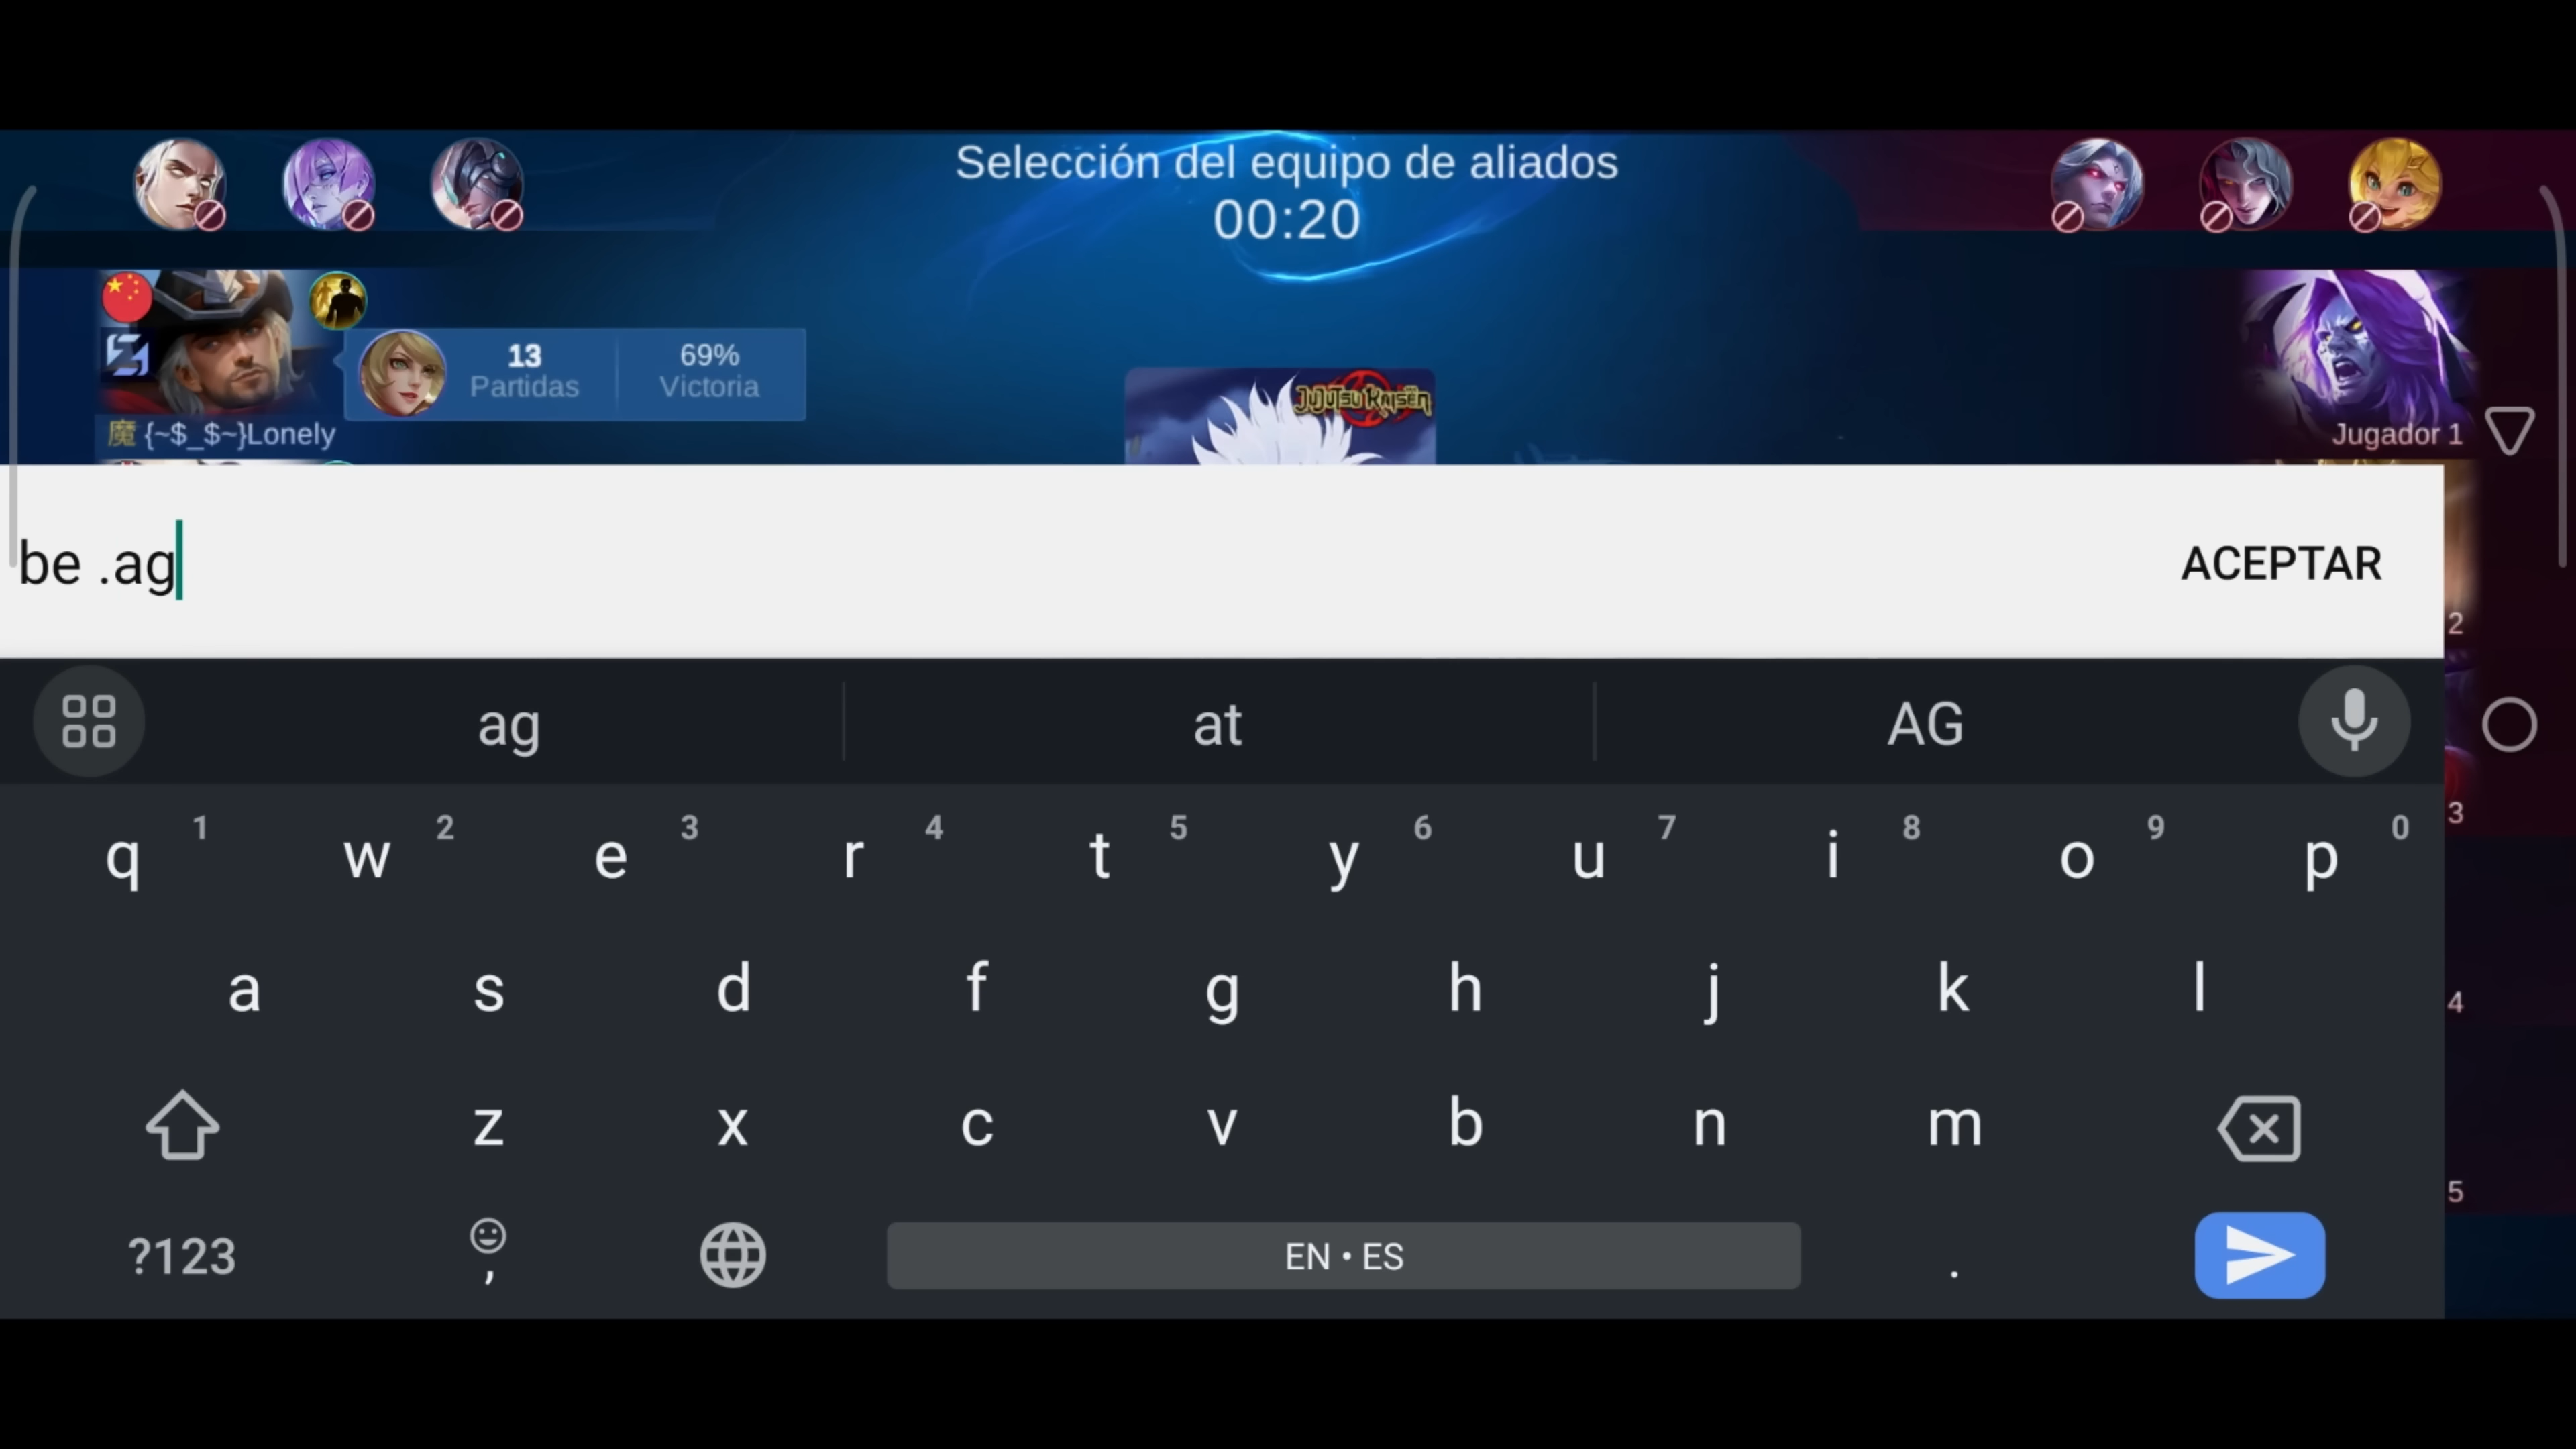 Selección del equipo de aliados
00:20
13
Partidas
69%
Victoria
JUJUTSU KAISEN
魔 {~$_$~}Lonely
Jugador 1
be .ag
ACEPTAR
2
ag at AG
q 1 w 2 e 3 r 4 t 5 y 6 u 7 i 8 o 9 p 0
3
a s d f g h j k l
4
z x c v b n m
5
?123 , EN • ES .